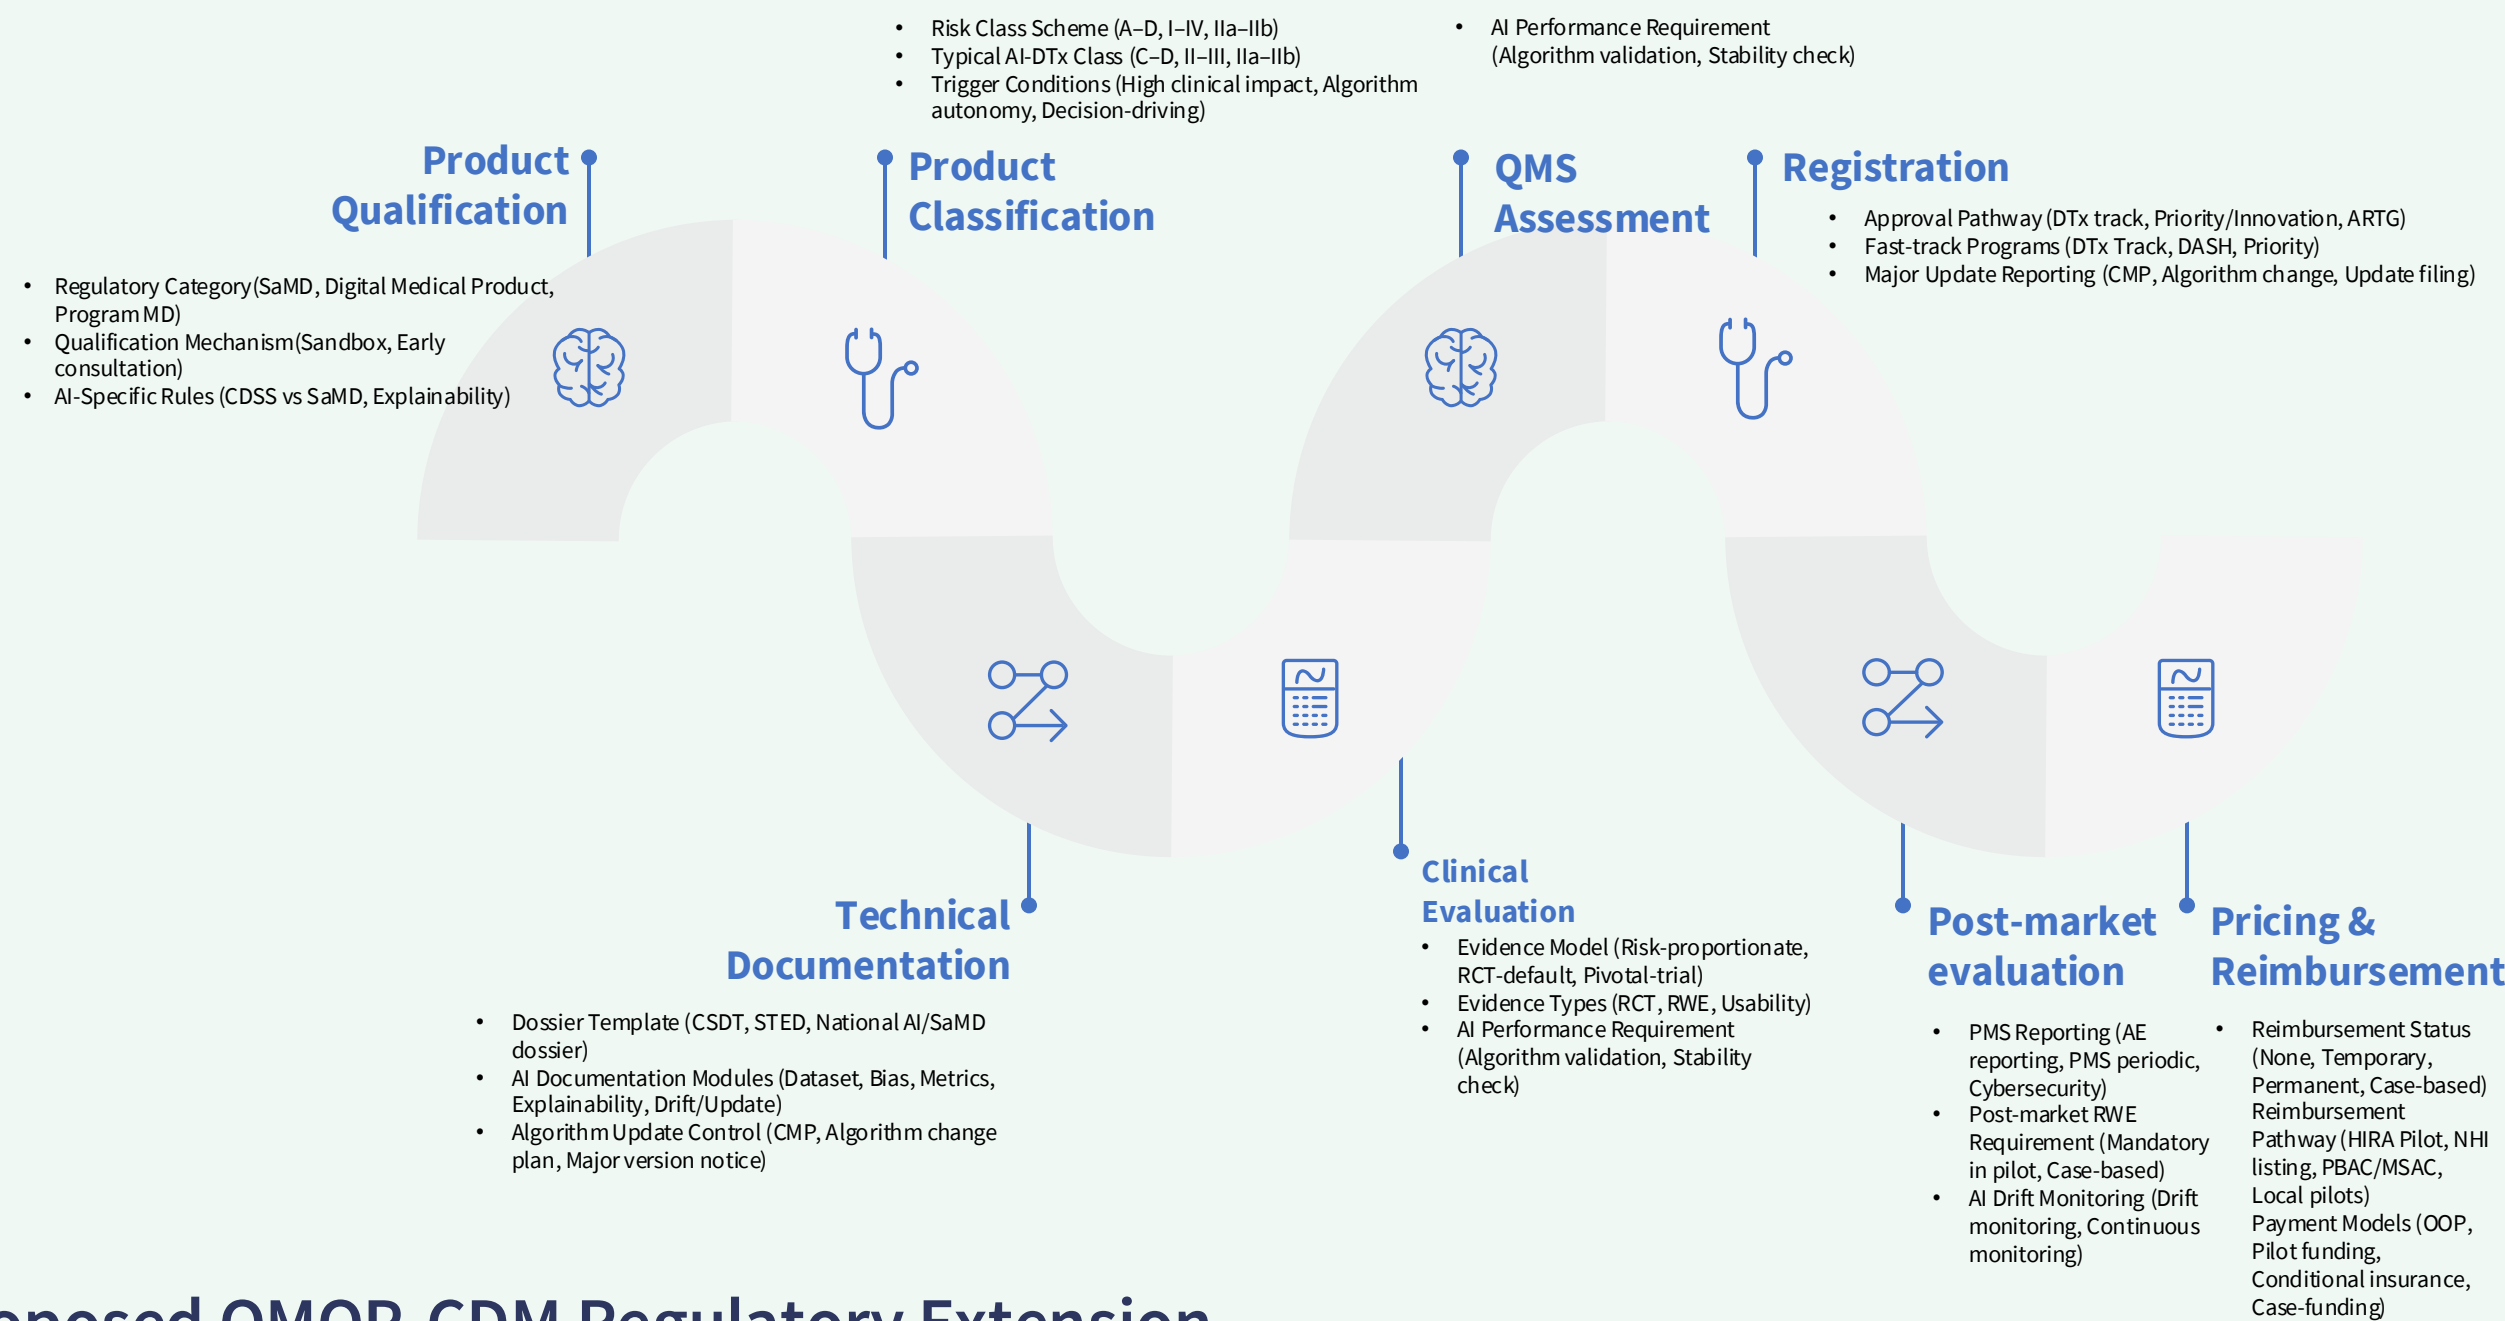 • Risk Class Scheme (A–D, I–IV, IIa–IIb)
• Typical AI-DTx Class (C–D, II–III, IIa–IIb)
• Trigger Conditions (High clinical impact, Algorithm
autonomy, Decision-driving)
• AI Performance Requirement
(Algorithm validation, Stability check)
Product
Qualification
• Regulatory Category(SaMD, Digital Medical Product,
Program MD)
• Qualification Mechanism(Sandbox, Early
consultation)
• AI-Specific Rules (CDSS vs SaMD, Explainability)
Product
Classification
QMS
Assessment
Registration
• Approval Pathway (DTx track, Priority/Innovation, ARTG)
• Fast-track Programs (DTx Track, DASH, Priority)
• Major Update Reporting (CMP, Algorithm change, Update filing)
Technical
Documentation
• Dossier Template (CSDT, STED, National AI/SaMD
dossier)
• AI Documentation Modules (Dataset, Bias, Metrics,
Explainability, Drift/Update)
• Algorithm Update Control (CMP, Algorithm change
plan, Major version notice)
Clinical
Evaluation
• Evidence Model (Risk-proportionate,
RCT-default, Pivotal-trial)
• Evidence Types (RCT, RWE, Usability)
• AI Performance Requirement
(Algorithm validation, Stability
check)
Post-market
evaluation
• PMS Reporting (AE
reporting, PMS periodic,
Cybersecurity)
• Post-market RWE
Requirement (Mandatory
in pilot, Case-based)
• AI Drift Monitoring (Drift
monitoring, Continuous
monitoring)
Pricing &
Reimbursement
• Reimbursement Status
(None, Temporary,
Permanent, Case-based)
Reimbursement
Pathway (HIRA Pilot, NHI
listing, PBAC/MSAC,
Local pilots)
Payment Models (OOP,
Pilot funding,
Conditional insurance,
Case-funding)
OMOP-CDM Regulatory Extension